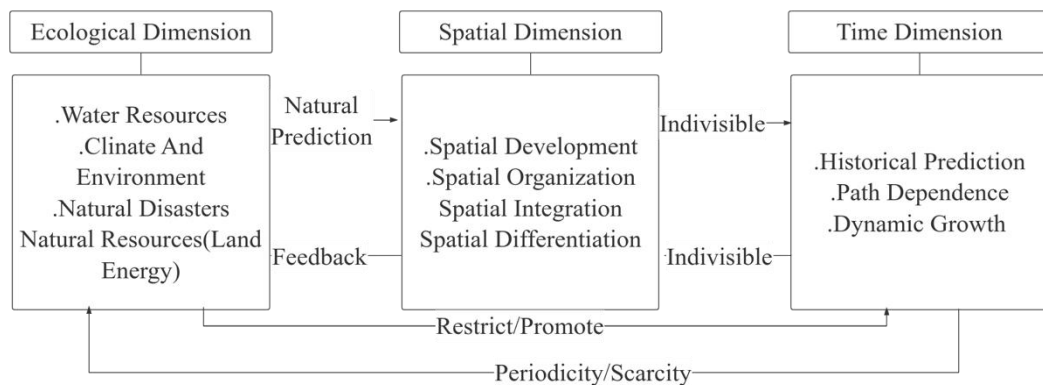 Ecological Dimension
Spatial Dimension
Time Dimension
.Water Resources
.Clinate And
Environment
.Natural Disasters
Natural Resources(Land
Energy)
Natural
Prediction
Feedback
.Spatial Development
.Spatial Organization
Spatial Integration
Spatial Differentiation
Indivisible
Indivisible
.Historical Prediction
.Path Dependence
.Dynamic Growth
Restrict/Promote
Periodicity/Scarcity